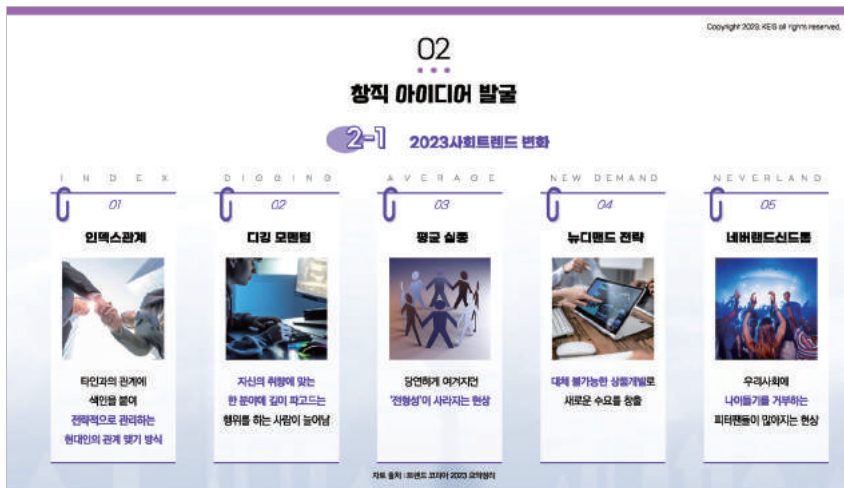 Copyright 2023. KEIS all rights reserved.
02
창직 아이디어 발굴
2-1 2023사회트렌드 변화
INDEX
01
인덱스관계
타인과의 관계에
색인을 붙여
전략적으로 관리하는
현대인의 관계 맺기 방식
DIGGING
02
디깅 모멘텀
자신의 취향에 맞는
한 분야에 깊이 파고드는
행위를 하는 사람이 늘어남
AVERAGE
03
평균 실종
당연하게 여겨지던
'전형성'이 사라지는 현상
NEW DEMAND
04
뉴디맨드 전략
대체 불가능한 상품개발로
새로운 수요를 창출
NEVERLAND
05
네버랜드신드롬
우리사회에
나이들기를 거부하는
피터팬들이 많아지는 현상
자료 출처 : 트렌드 코리아 2023 요약정리